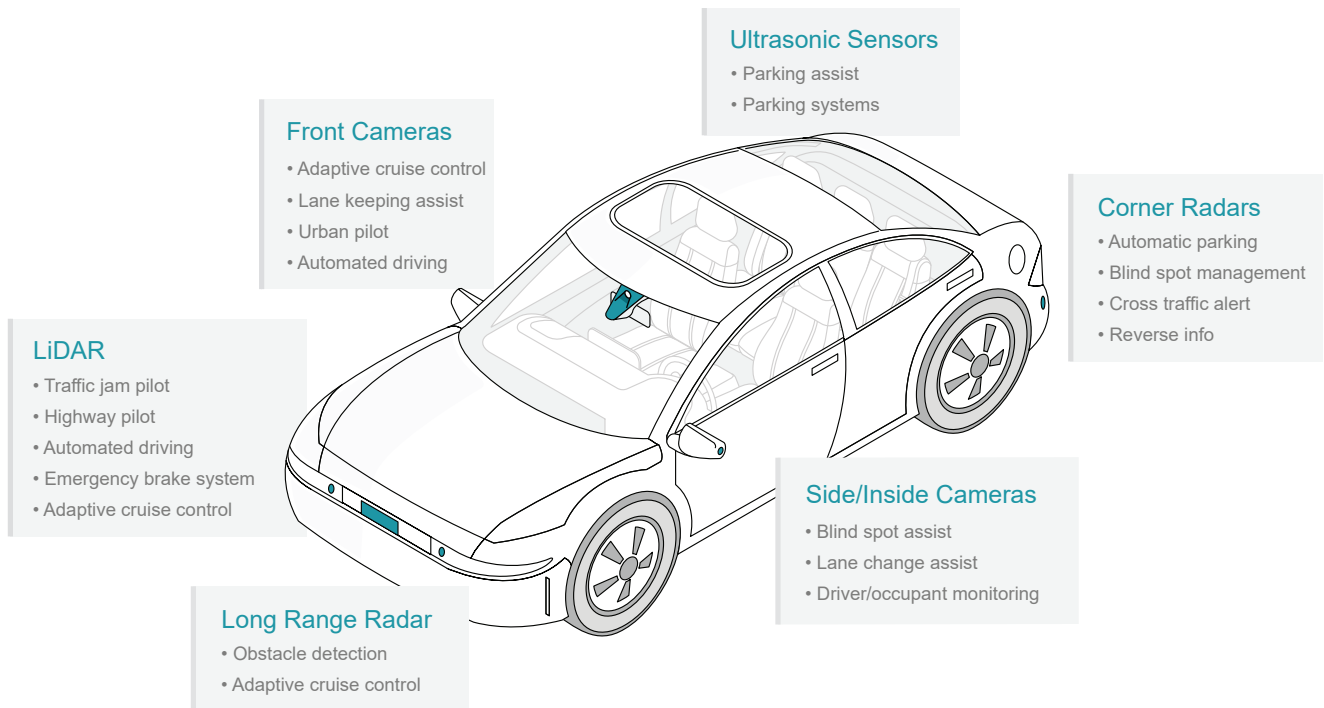 Ultrasonic Sensors
• Parking assist
• Parking systems
Front Cameras
• Adaptive cruise control
• Lane keeping assist
• Urban pilot
• Automated driving
Corner Radars
• Automatic parking
• Blind spot management
• Cross traffic alert
• Reverse info
LiDAR
• Traffic jam pilot
• Highway pilot
• Automated driving
• Emergency brake system
• Adaptive cruise control
Side/Inside Cameras
• Blind spot assist
• Lane change assist
• Driver/occupant monitoring
Long Range Radar
• Obstacle detection
• Adaptive cruise control